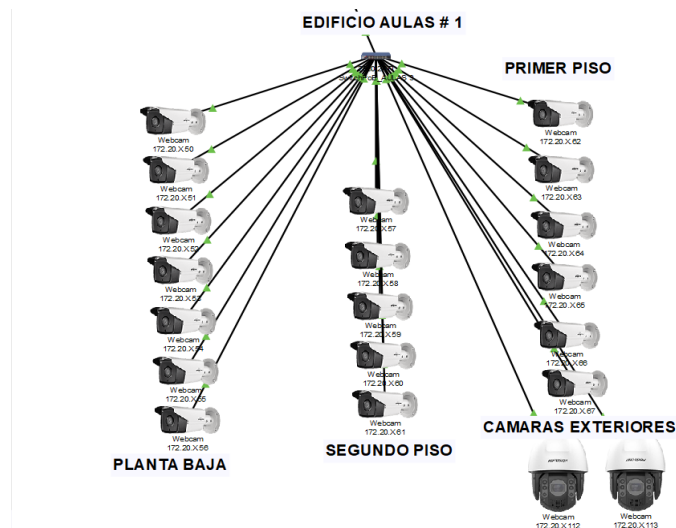 EDIFICIO AULAS # 1
PRIMER PISO
Webcam
172.20.X.50
Webcam
172.20.X.51
Webcam
172.20.X.52
Webcam
172.20.X.53
Webcam
172.20.X.54
Webcam
172.20.X.55
Webcam
172.20.X.56
PLANTA BAJA
Webcam
172.20.X.57
Webcam
172.20.X.58
Webcam
172.20.X.59
Webcam
172.20.X.60
Webcam
172.20.X.61
SEGUNDO PISO
Webcam
172.20.X.62
Webcam
172.20.X.63
Webcam
172.20.X.64
Webcam
172.20.X.65
Webcam
172.20.X.66
Webcam
172.20.X.67
CAMARAS EXTERIORES
Webcam
172.20.X.112
Webcam
172.20.X.113